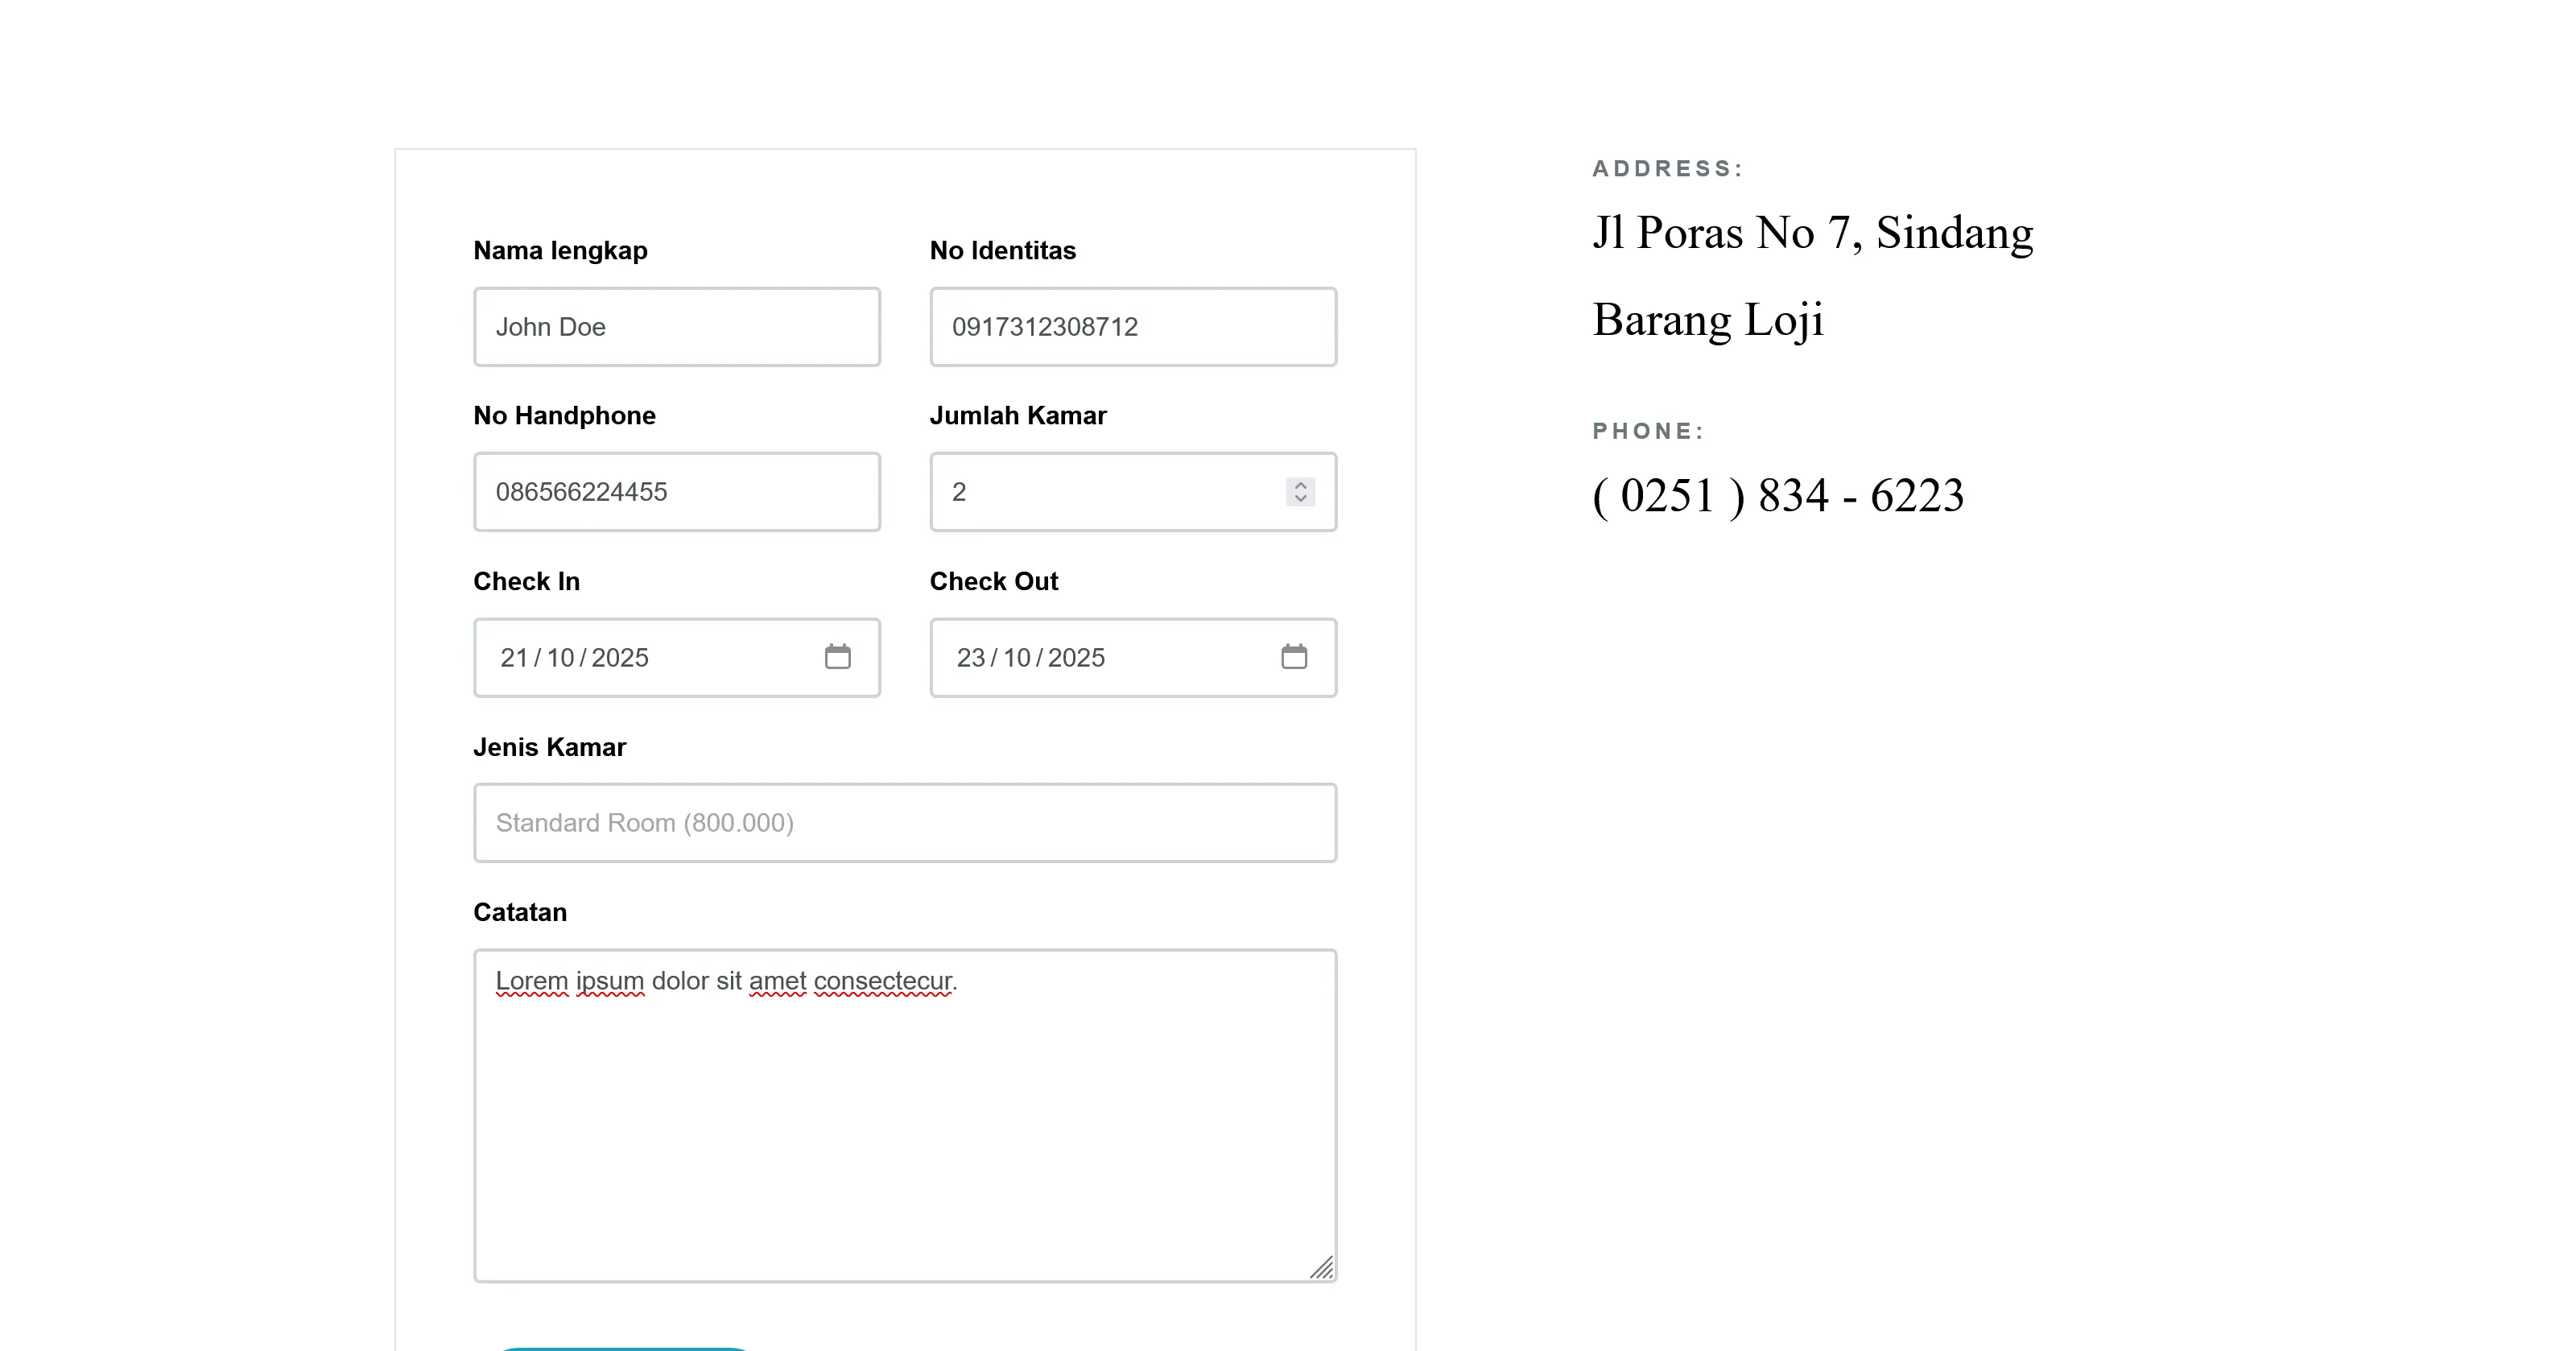 Nama lengkap
No Identitas
John Doe
0917312308712
No Handphone
Jumlah Kamar
086566224455
2
Check In
Check Out
21/10/2025
23/10/2025
Jenis Kamar
Standard Room (800.000)
Catatan
Lorem ipsum dolor sit amet consectecur.
ADDRESS:
Jl Poras No 7, Sindang
Barang Loji
PHONE:
( 0251 ) 834 - 6223